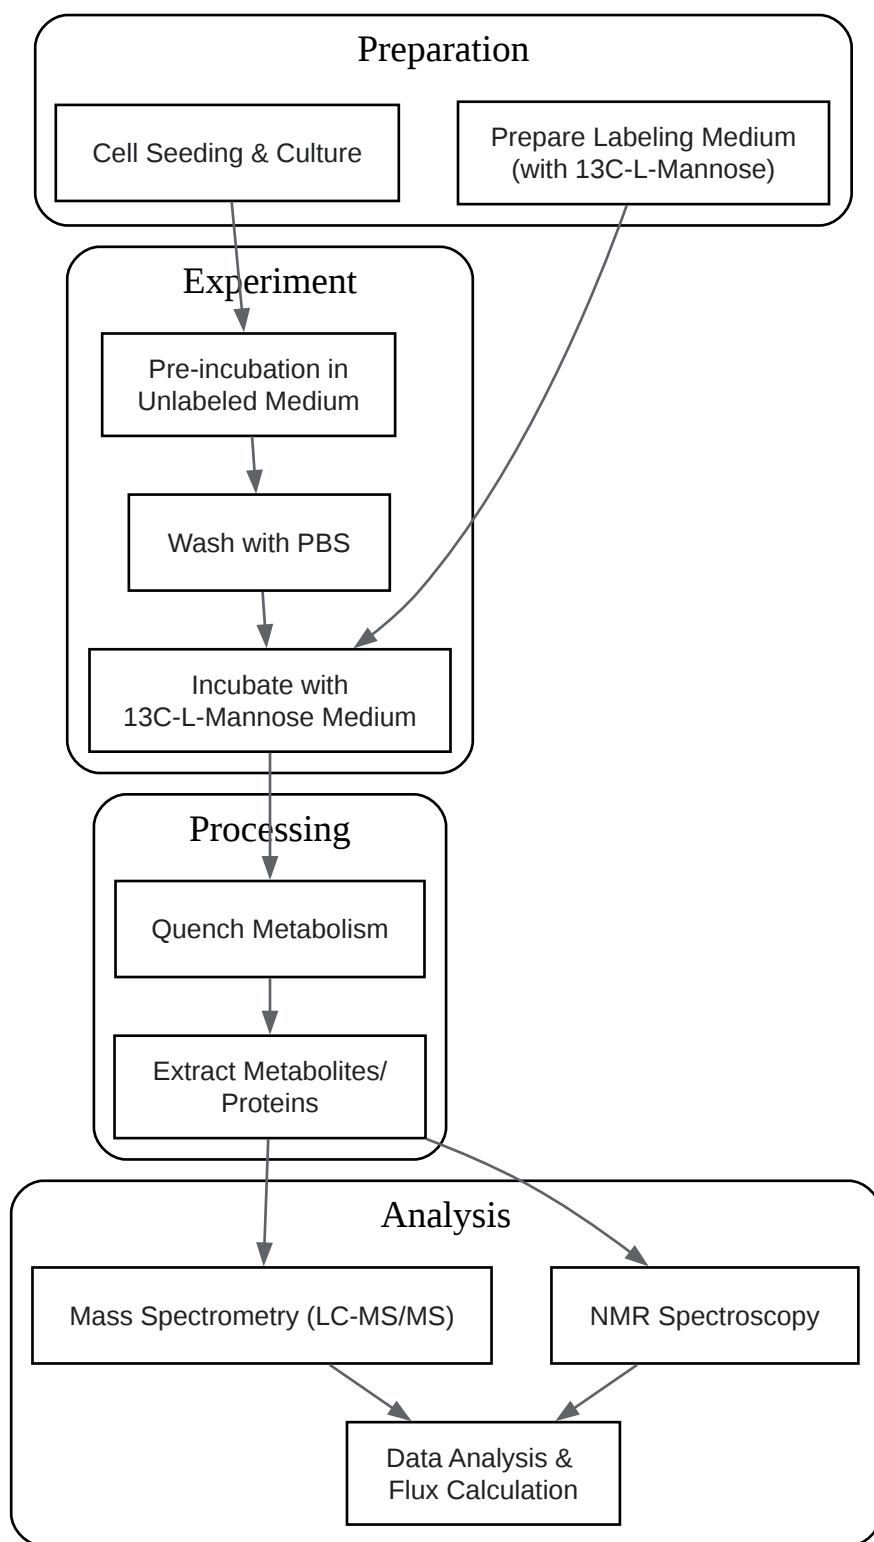 Preparation
Cell Seeding & Culture
Prepare Labeling Medium
(with 13C-L-Mannose)
Experiment
Pre-incubation in
Unlabeled Medium
Wash with PBS
Incubate with
13C-L-Mannose Medium
Processing
Quench Metabolism
Extract Metabolites/
Proteins
Analysis
Mass Spectrometry (LC-MS/MS)
NMR Spectroscopy
Data Analysis &
Flux Calculation